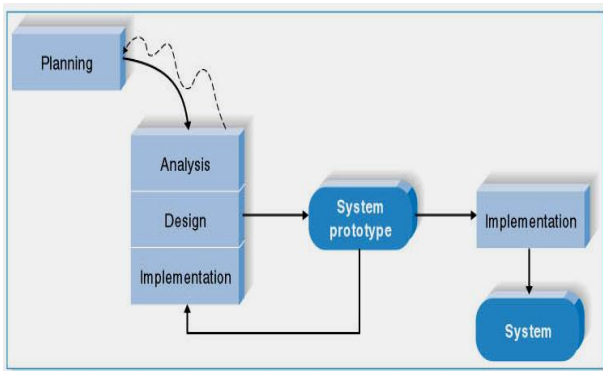 Planning
Analysis
Design
Implementation
System
prototype
Implementation
System